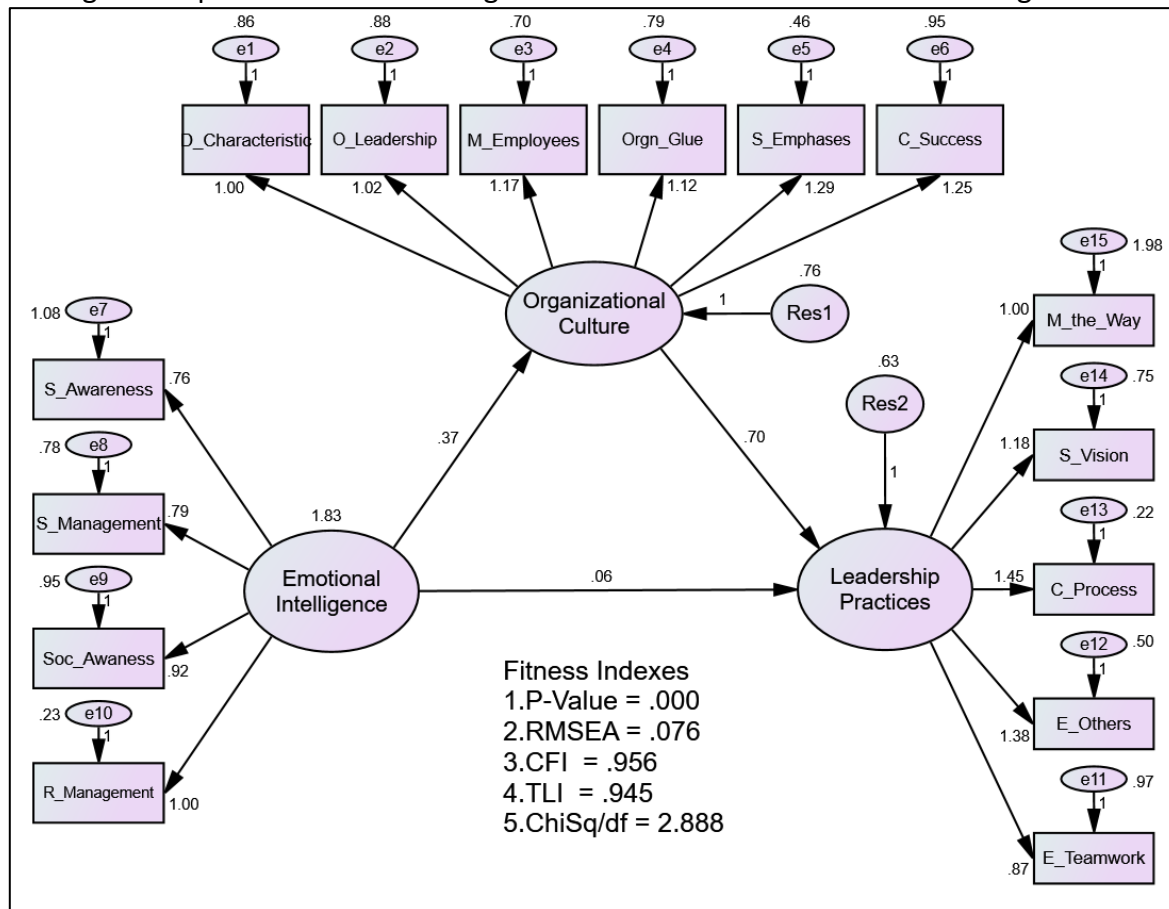 .86 .88 .70 .79 .46 .95
e1 e2 e3 e4 e5 e6
1 1 1 1 1 1
D_Characteristic O_Leadership M_Employees Orgn_Glue S_Emphases C_Success
1.00 1.02 1.17 1.12 1.29 1.25
Organizational
Culture
.76
Res1
1
1.08
e7
1
S_Awareness
.76
.78
e8
1
S_Management
.79
.95
e9
1
Soc_Awaness
.92
.23
e10
1
R_Management
1.00
1.83
Emotional
Intelligence
.37
.70
.06
.63
Res2
1
Leadership
Practices
e15
1.98
1
M_the_Way
1.00
e14
.75
1
S_Vision
1.18
e13
.22
1
C_Process
1.45
e12
.50
1
E_Others
1.38
e11
.97
1
E_Teamwork
.87
Fitness Indexes
1.P-Value = .000
2.RMSEA = .076
3.CFI = .956
4.TLI = .945
5.ChiSq/df = 2.888